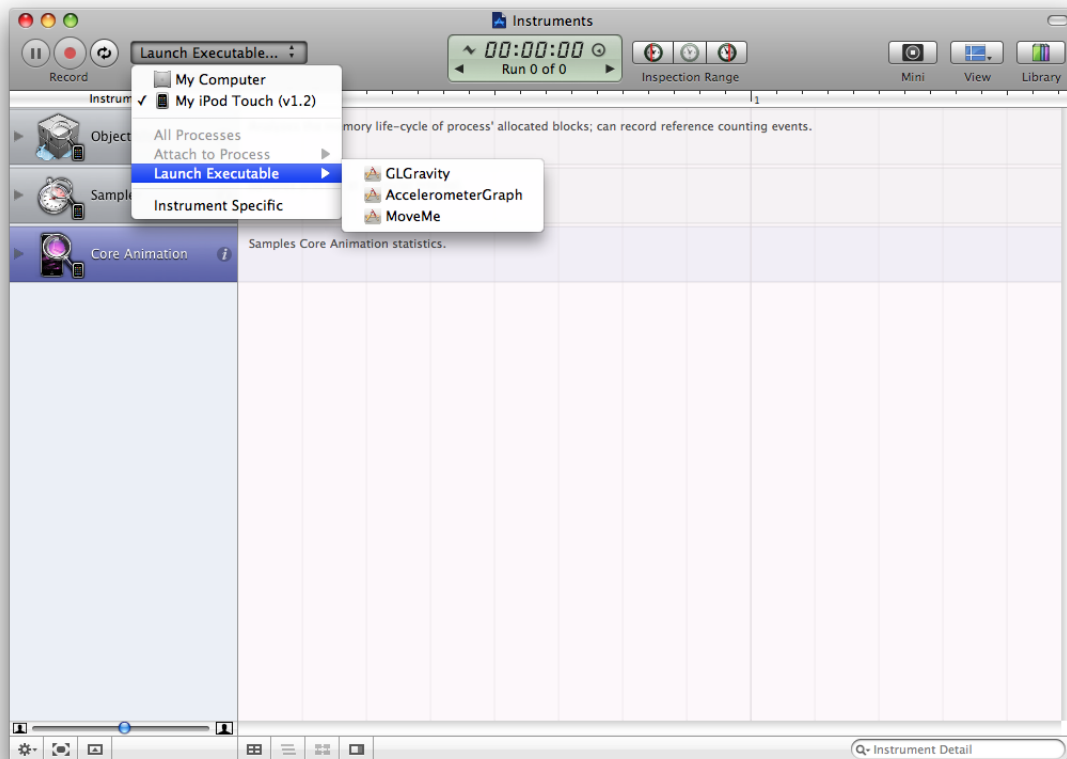 Instruments
Launch Executable...
00:00:00
Run 0 of 0
Record
Inspection Range
Mini
View
Library
My Computer
✓ My iPod Touch (v1.2)
All Processes
Attach to Process
Launch Executable
Instrument Specific
GLGravity
AccelerometerGraph
MoveMe
Instrum
1
Object
mory life-cycle of process' allocated blocks; can record reference counting events.
Sample
Core Animation
Samples Core Animation statistics.
Instrument Detail